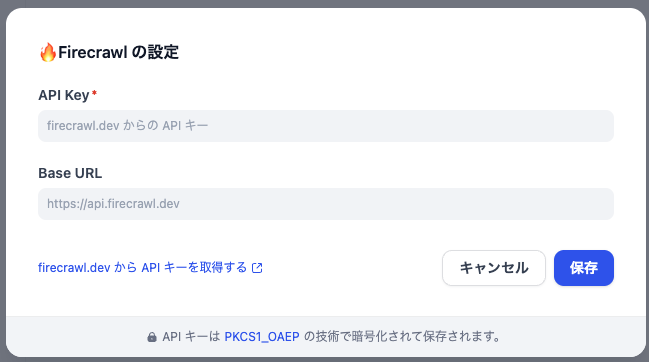 🔥Firecrawl の設定
API Key*
firecrawl.dev からの API キー
Base URL
https://api.firecrawl.dev
firecrawl.dev から API キーを取得する
キャンセル
保存
API キーは PKCS1_OAEP の技術で暗号化されて保存されます。